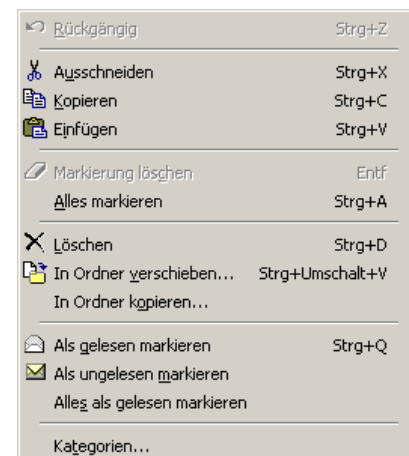 Rückgängig Strg+Z
Ausschneiden Strg+X
Kopieren Strg+C
Einfügen Strg+V
Markierung löschen Entf
Alles markieren Strg+A
Löschen Strg+D
In Ordner verschieben... Strg+Umschalt+V
In Ordner kopieren...
Als gelesen markieren Strg+Q
Als ungelesen markieren
Alles als gelesen markieren
Kategorien...